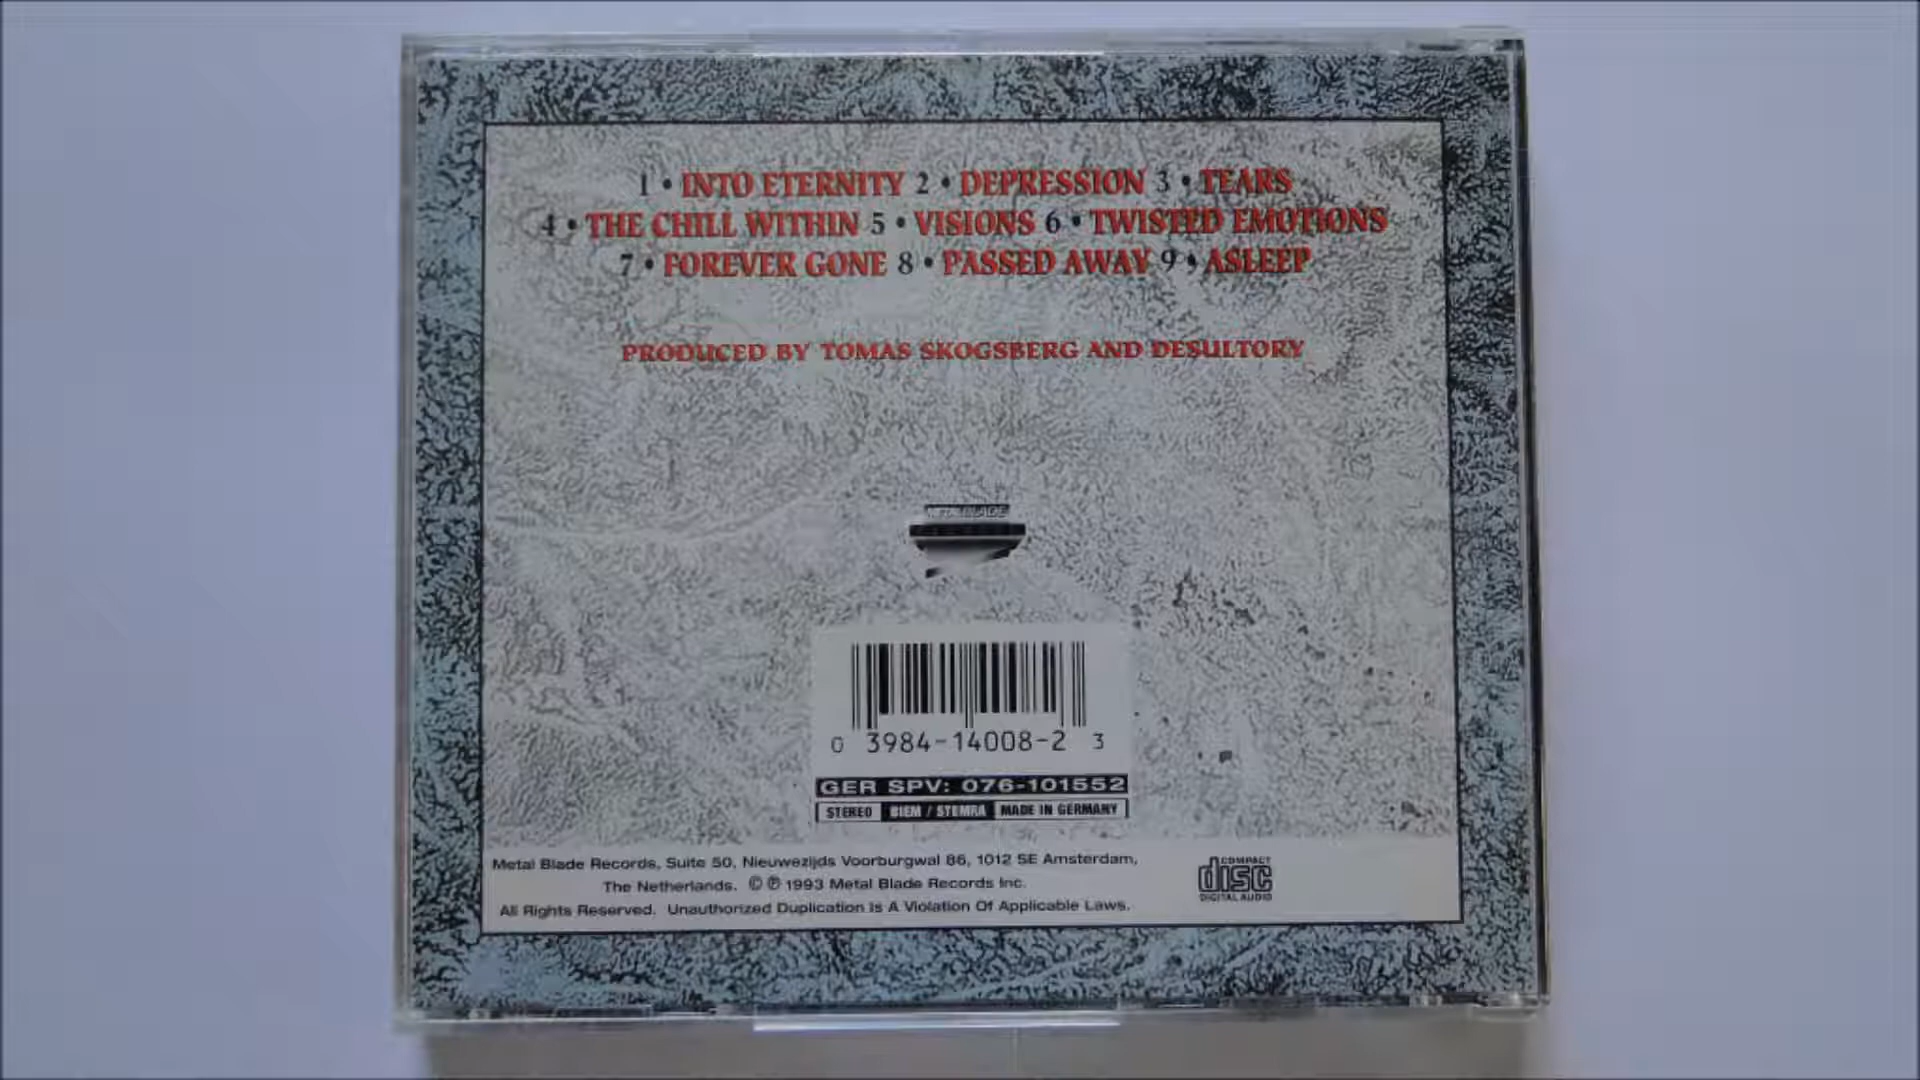 1 • INTO ETERNITY 2 • DEPRESSION 3 • TEARS
4 • THE CHILL WITHIN 5 • VISIONS 6 • TWISTED EMOTIONS
7 • FOREVER GONE 8 • PASSED AWAY 9 • ASLEEP
PRODUCED BY TOMAS SKOGSBERG AND DESULTORY
METAL BLADE
0 3984-14008-2 3
GER SPV: 076-101552
STEREO BIEM / STEMRA MADE IN GERMANY
Metal Blade Records, Suite 50, Nieuwezijds Voorburgwal 86, 1012 SE Amsterdam,
The Netherlands. © ℗ 1993 Metal Blade Records Inc.
All Rights Reserved. Unauthorized Duplication Is A Violation Of Applicable Laws.
COMPACT
disc
DIGITAL AUDIO